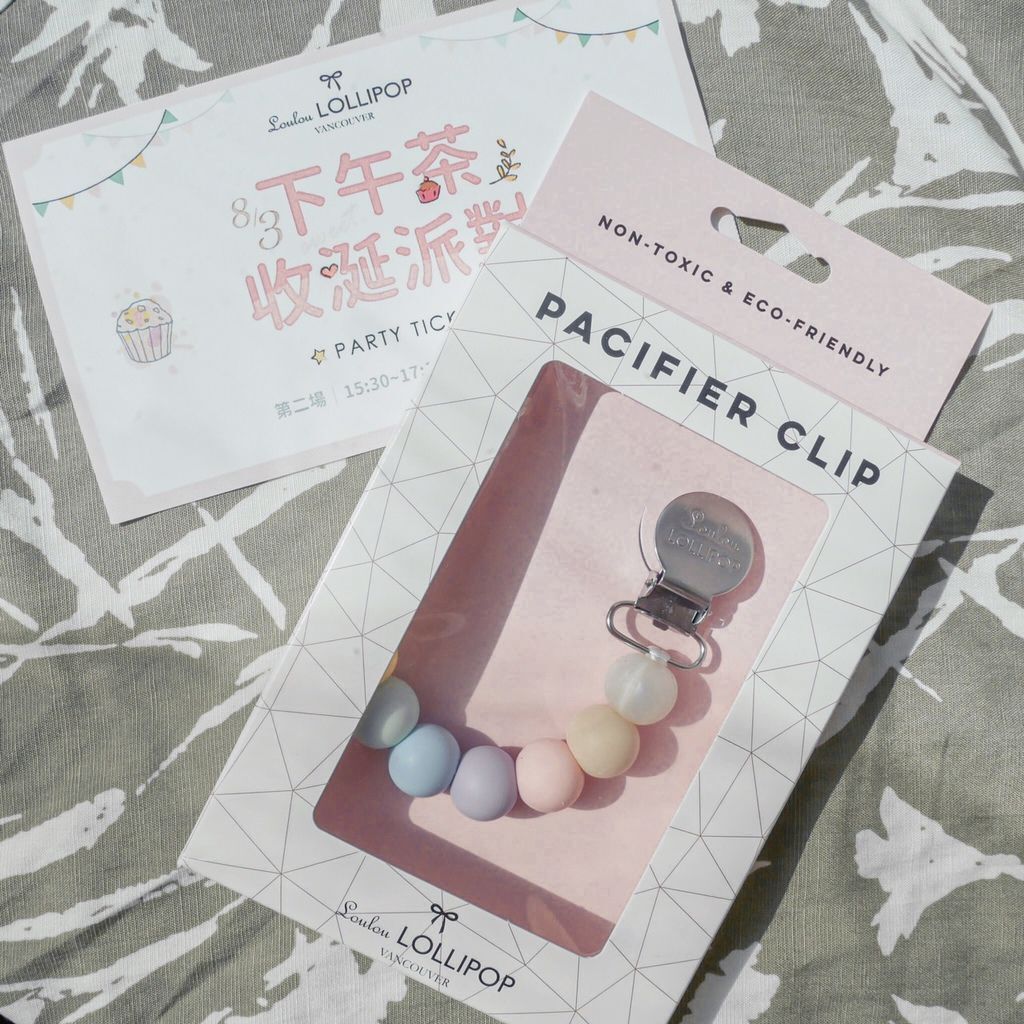 Loulou LOLLIPOP
VANCOUVER
8/3 下午茶
收涎派對
PARTY TICK
第二場 | 15:30~17:
NON-TOXIC & ECO-FRIENDLY
PACIFIER CLIP
Loulou
LOLLIPOP
Loulou LOLLIPOP
VANCOUVER